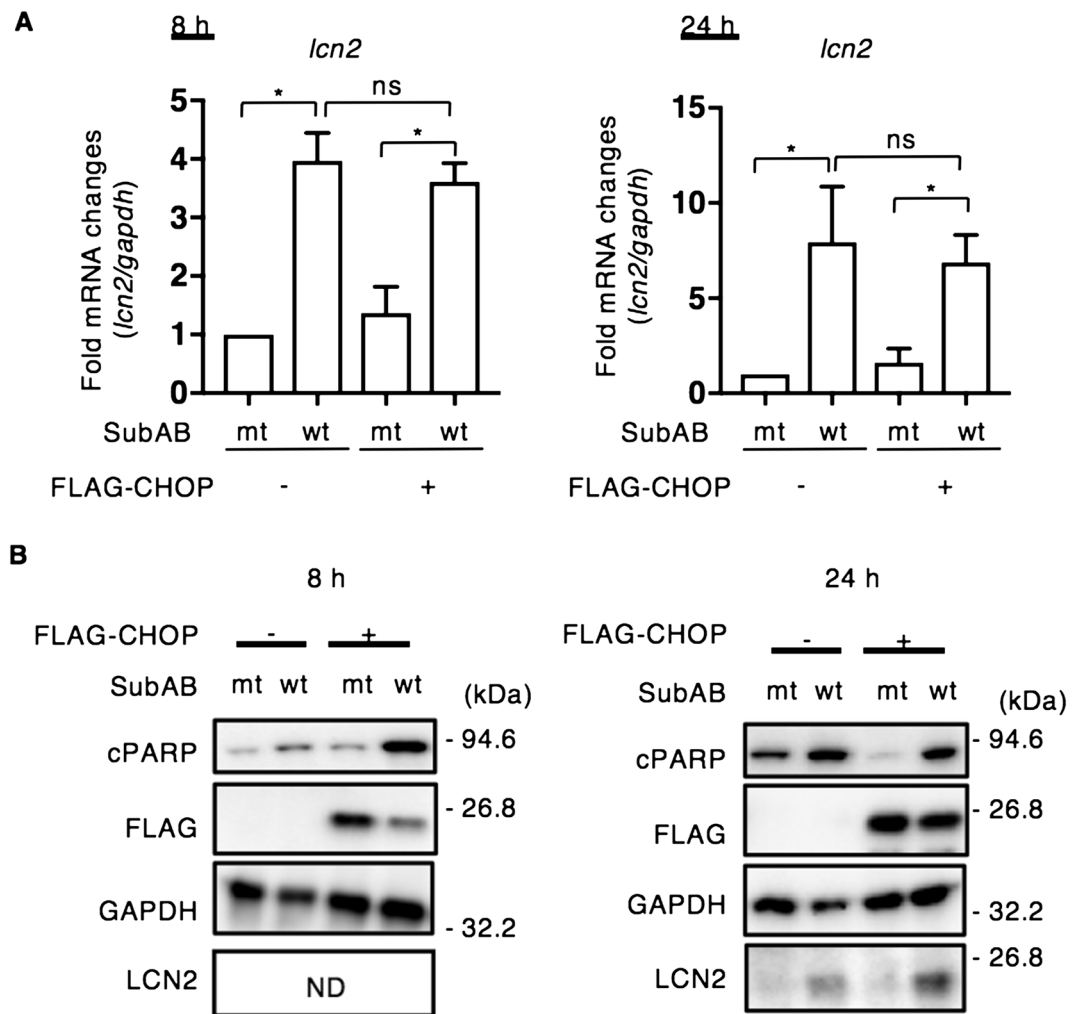 A
8 h
lcn2
* ns
*
Fold mRNA changes
(lcn2/gapdh)
5
4
3
2
1
0
SubAB mt wt mt wt
FLAG-CHOP - +
24 h
lcn2
* ns
*
Fold mRNA changes
(lcn2/gapdh)
15
10
5
0
SubAB mt wt mt wt
FLAG-CHOP - +
B
8 h
FLAG-CHOP - +
SubAB mt wt mt wt (kDa)
cPARP - 94.6
FLAG - 26.8
GAPDH - 32.2
LCN2 ND
24 h
FLAG-CHOP - +
SubAB mt wt mt wt (kDa)
cPARP - 94.6
FLAG - 26.8
GAPDH - 32.2
LCN2 - 26.8